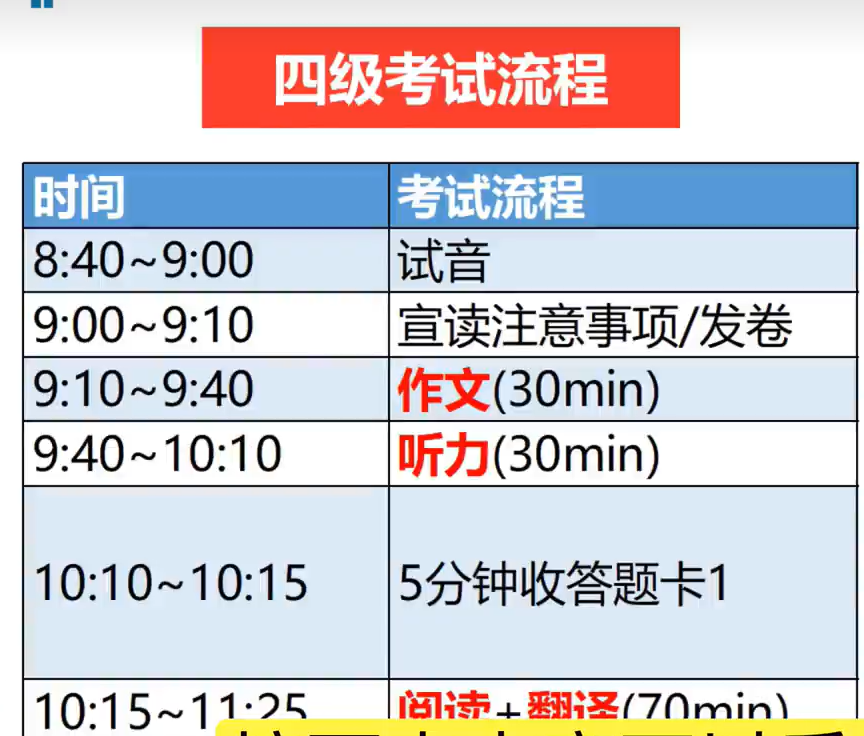 四级考试流程
时间 考试流程
8:40~9:00 试音
9:00~9:10 宣读注意事项/发卷
9:10~9:40 作文(30min)
9:40~10:10 听力(30min)
10:10~10:15 5分钟收答题卡1
10:15~11:25 阅读+翻译(70min)